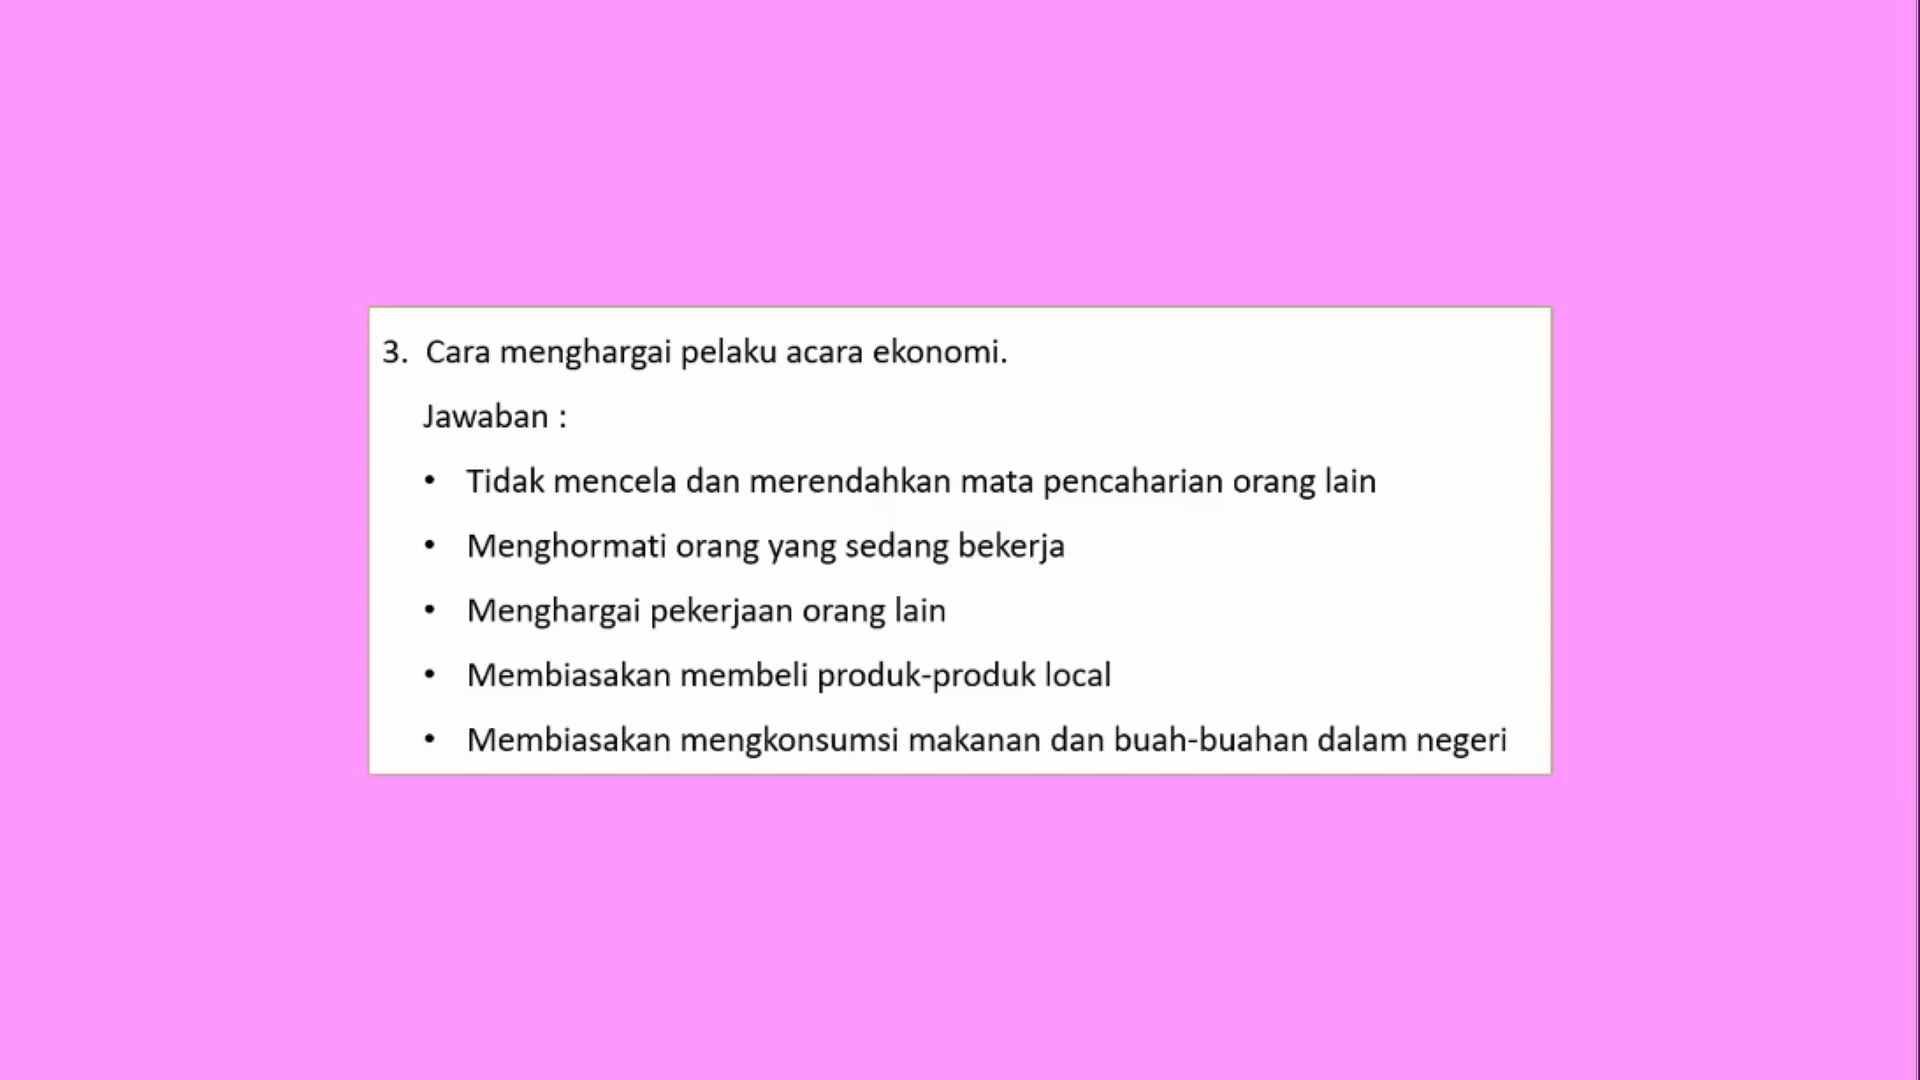 3. Cara menghargai pelaku acara ekonomi.
Jawaban :
• Tidak mencela dan merendahkan mata pencaharian orang lain
• Menghormati orang yang sedang bekerja
• Menghargai pekerjaan orang lain
• Membiasakan membeli produk-produk local
• Membiasakan mengkonsumsi makanan dan buah-buahan dalam negeri